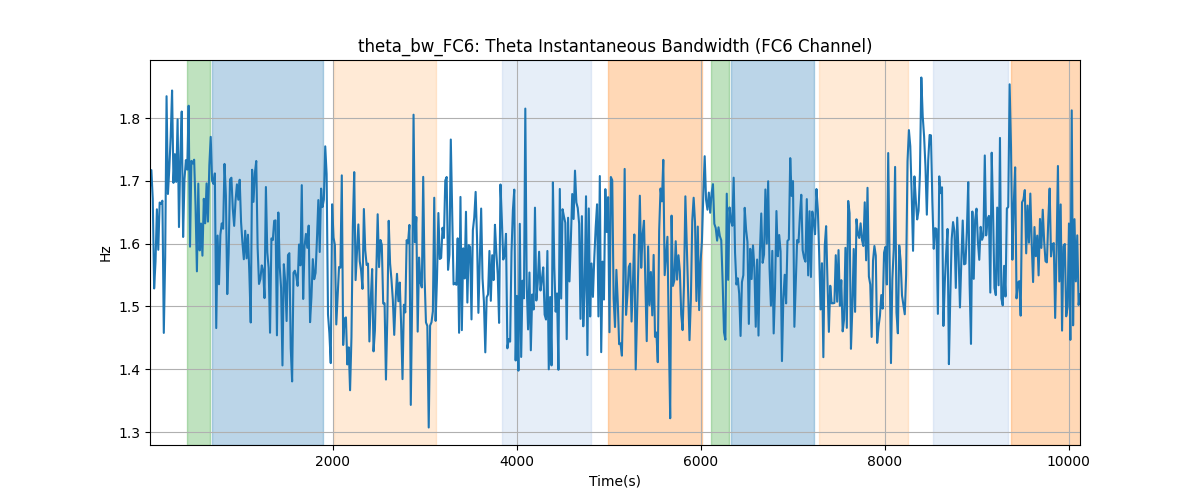 theta_bw_FC6: Theta Instantaneous Bandwidth (FC6 Channel)
1.8
1.7
1.6
1.5
1.4
1.3
Hz
2000 4000 6000 8000 10000
Time(s)